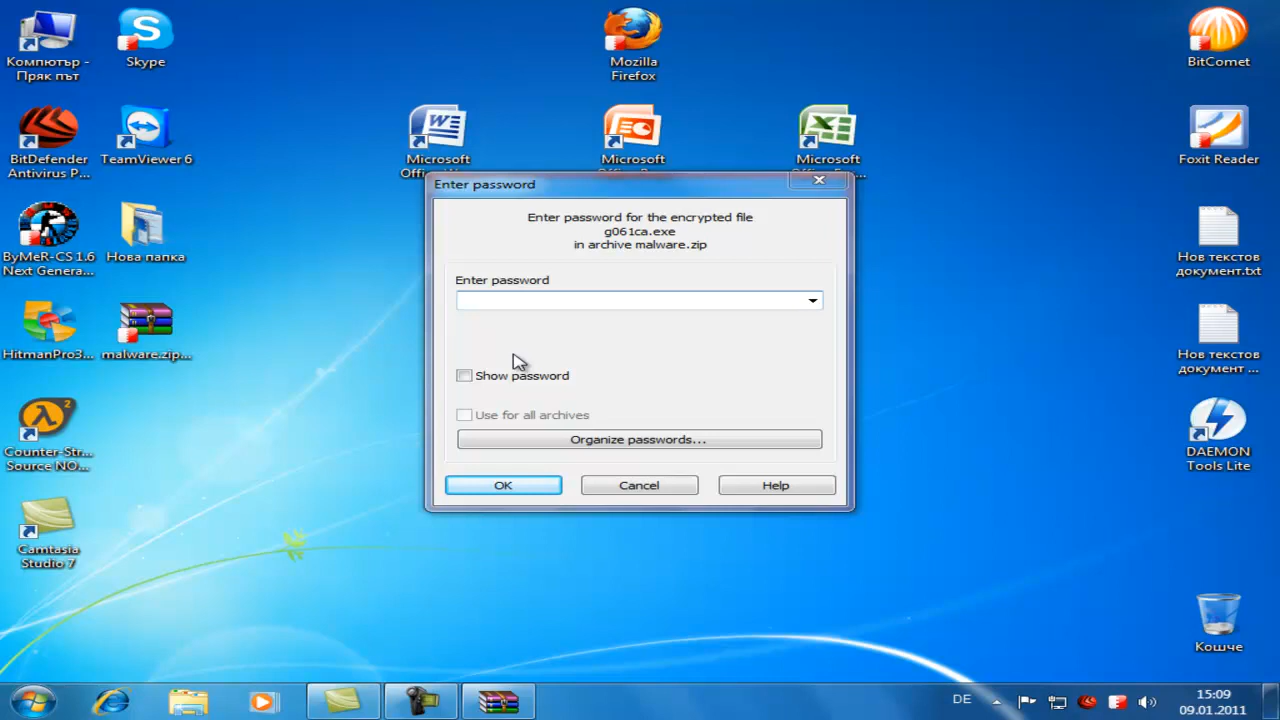 Компютър -
Пряк път
Skype
Mozilla
Firefox
BitComet
BitDefender
Antivirus P...
TeamViewer 6
Microsoft
Microsoft
Microsoft
Foxit Reader
ByMeR-CS 1.6
Next Genera...
Нова папка
Нов текстов
документ.txt
HitmanPro3...
malware.zip...
Нов текстов
документ ...
Counter-Str...
Source NO...
DAEMON
Tools Lite
Camtasia
Studio 7
Кошче
Enter password
Enter password for the encrypted file
g061ca.exe
in archive malware.zip
Enter password
Show password
Use for all archives
Organize passwords...
OK
Cancel
Help
DE
15:09
09.01.2011